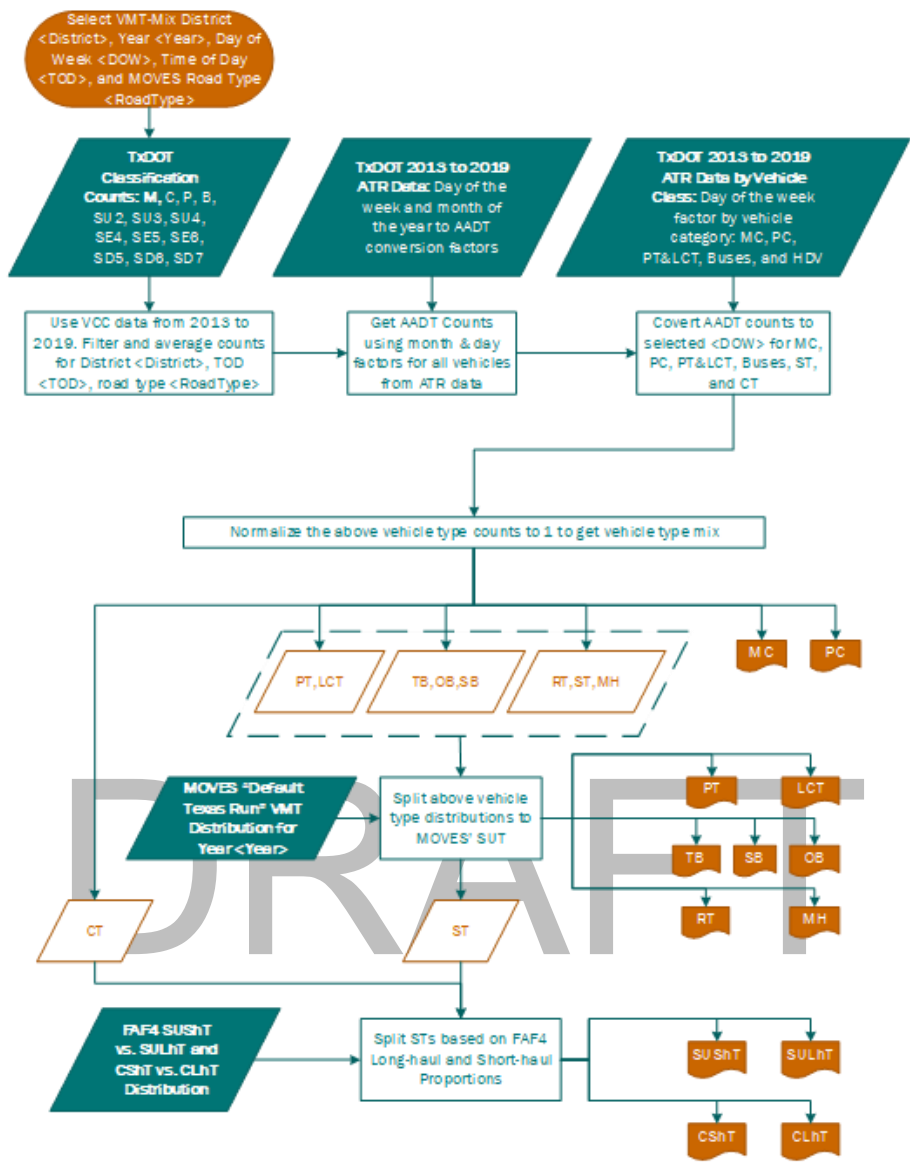 Select VMT-Mix District
<District>, Year <Year>, Day of
Week <DOW>, Time of Day
<TOD>, and MOVES Road Type
<RoadType>
TxDOT
Classification
Counts: M, C, P, B,
SU2, SU3, SU4,
SE4, SE5, SE6,
SD5, SD6, SD7
TxDOT 2013 to 2019
ATR Data: Day of the
week and month of
the year to AADT
conversion factors
TxDOT 2013 to 2019
ATR Data by Vehicle
Class: Day of the week
factor by vehicle
category: MC, PC,
PT&LCT, Buses, and HDV
Use VCC data from 2013 to
2019. Filter and average counts
for District <District>, TOD
<TOD>, road type <RoadType>
Get AADT Counts
using month & day
factors for all vehicles
from ATR data
Covert AADT counts to
selected <DOW> for MC,
PC, PT&LCT, Buses, ST,
and CT
Normalize the above vehicle type counts to 1 to get vehicle type mix
MC
PC
PT,LCT
TB,OB,SB
RT,ST,MH
MOVES "Default
Texas Run" VMT
Distribution for
Year <Year>
Split above vehicle
type distributions to
MOVES' SUT
PT
LCT
TB
SB
OB
RT
MH
CT
ST
DRAFT
FAF4 SUShT
vs. SULhT and
CShT vs. CLhT
Distribution
Split STs based on FAF4
Long-haul and Short-haul
Proportions
SUShT
SULhT
CShT
CLhT